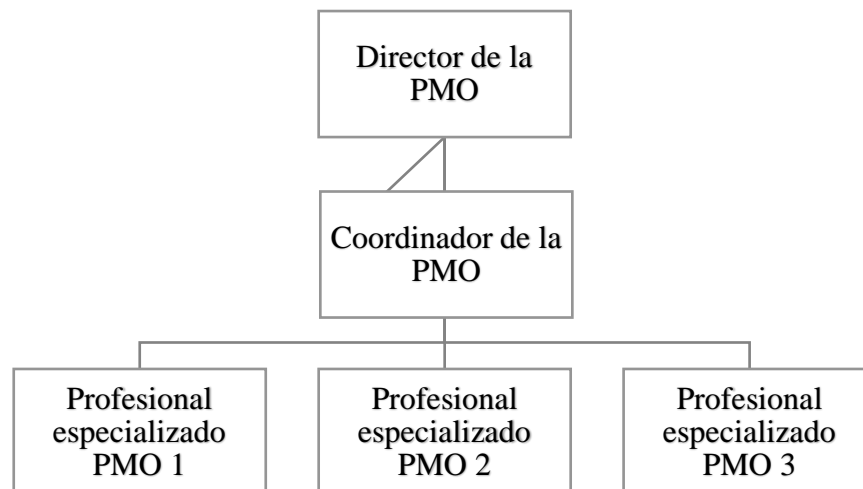 Director de la
PMO
Coordinador de la
PMO
Profesional
especializado
PMO 1
Profesional
especializado
PMO 2
Profesional
especializado
PMO 3